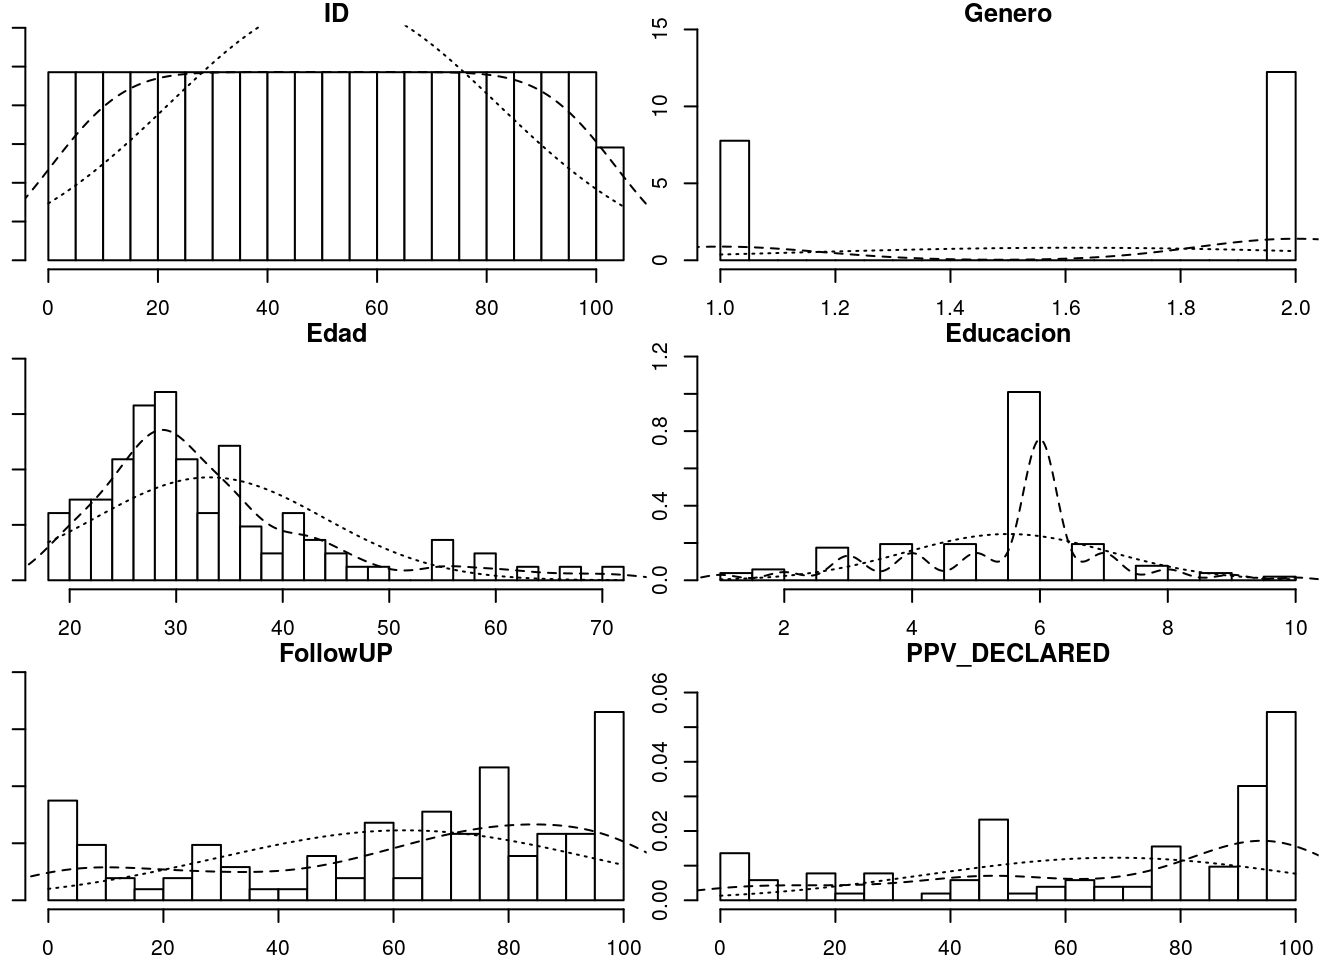 ID
0 20 40 60 80 100
Genero
0 5 10 15
1.0 1.2 1.4 1.6 1.8 2.0
Edad
20 30 40 50 60 70
Educacion
0.0 0.4 0.8 1.2
2 4 6 8 10
FollowUP
0 20 40 60 80 100
PPV_DECLARED
0.00 0.02 0.04 0.06
0 20 40 60 80 100